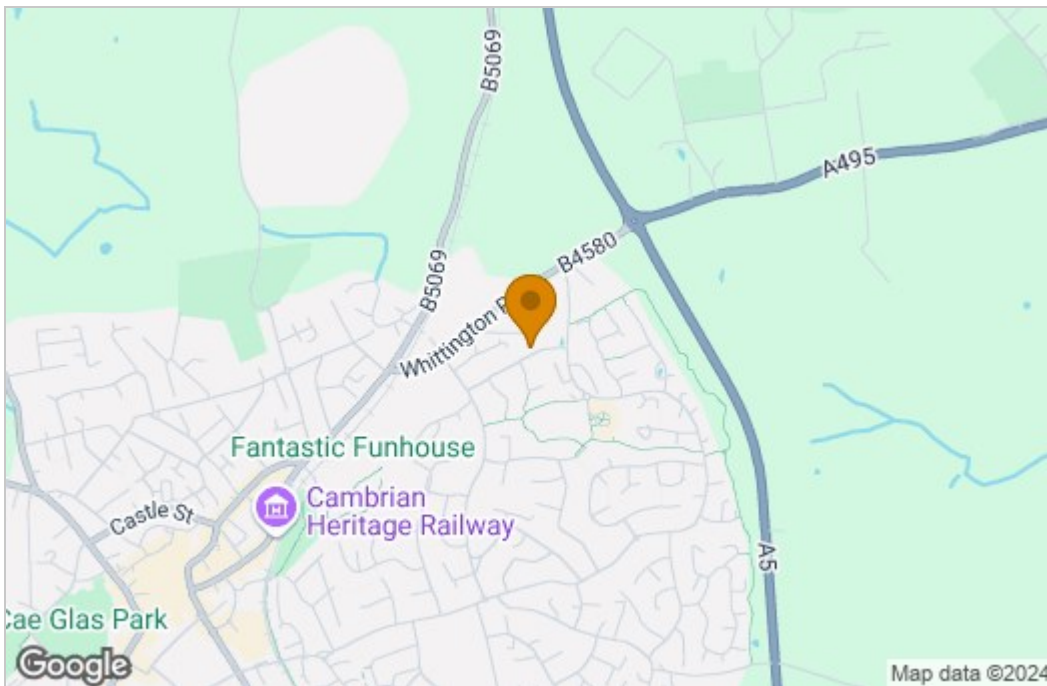 B5069
A495
B4580
B5069
Whittington
Fantastic Funhouse
Cambrian
Heritage Railway
Castle St
A5
Cae Glas Park
Google
Map data ©2024